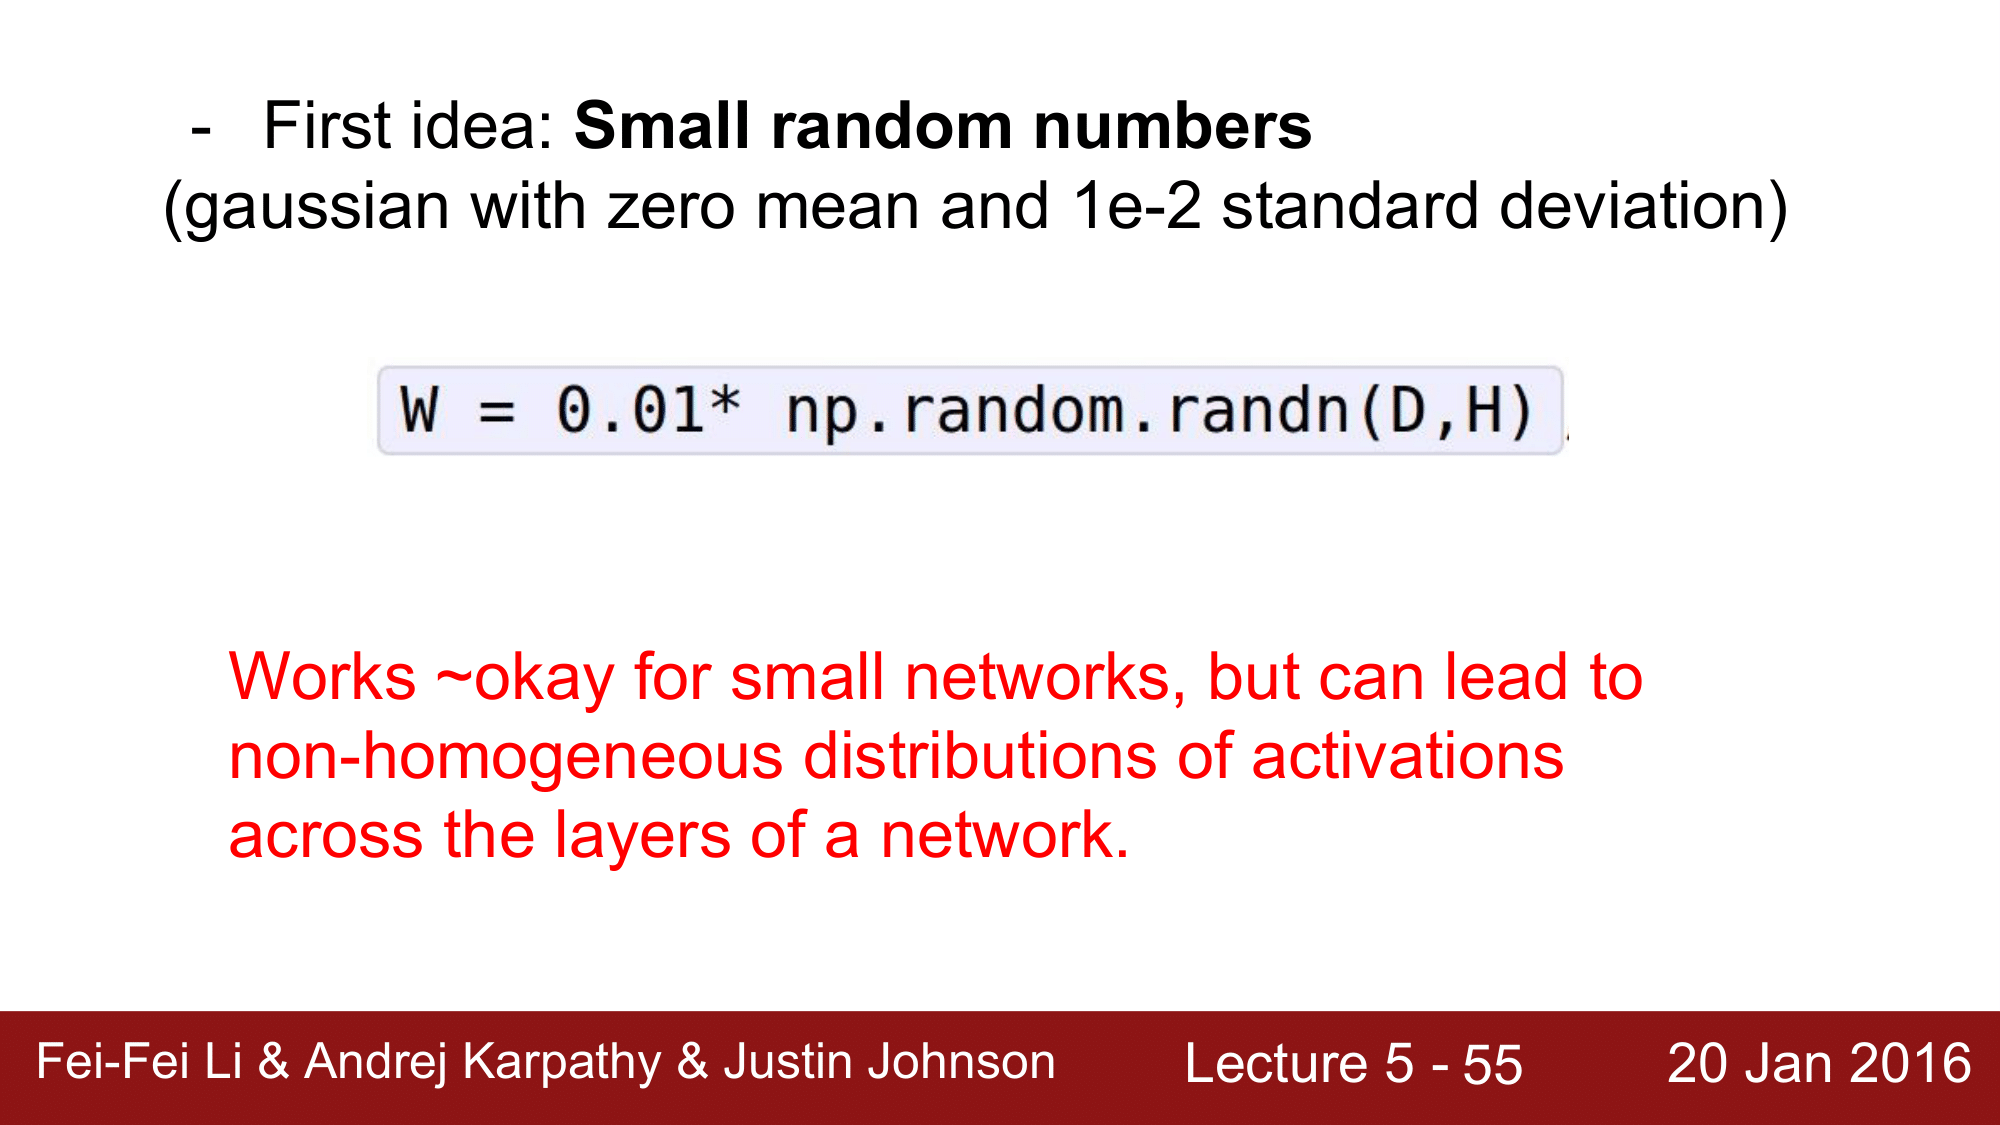 - First idea: Small random numbers
(gaussian with zero mean and 1e-2 standard deviation)
W = 0.01* np.random.randn(D,H)
Works ~okay for small networks, but can lead to
non-homogeneous distributions of activations
across the layers of a network.
Fei-Fei Li & Andrej Karpathy & Justin Johnson Lecture 5 - 55 20 Jan 2016